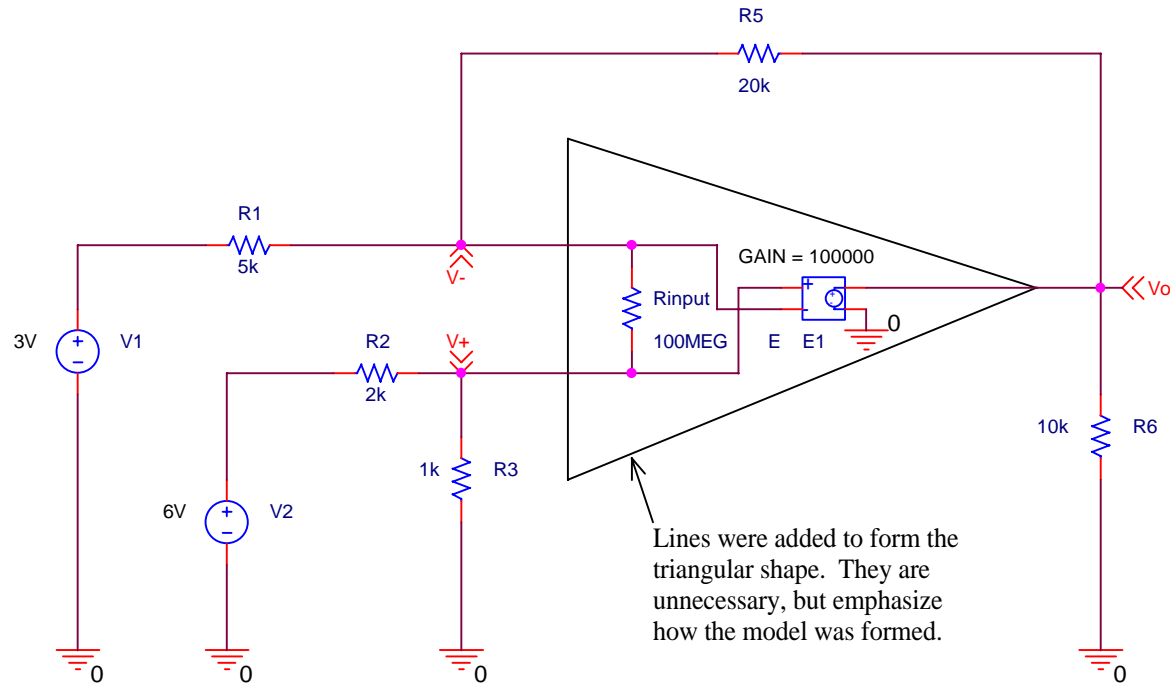 R5
20k
R1
5k
V-
GAIN = 100000
Rinput
100MEG
E E1
0
Vo
3V V1
R2
2k
V+
1k R3
10k R6
6V V2
Lines were added to form the
triangular shape. They are
unnecessary, but emphasize
how the model was formed.
0
0
0
0